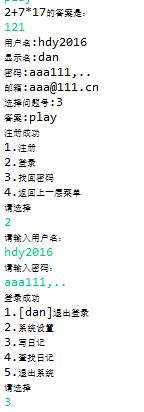 2+7*17的答案是:
121
用户名:hdy2016
显示名:dan
密码:aaa111,..
邮箱:aaa@111.cn
选择问题号:3
答案:play
注册成功
1.注册
2.登录
3.找回密码
4.返回上一层菜单
请选择
2
请输入用户名:
hdy2016
请输入密码:
aaa111,..
登录成功
1.[dan]退出登录
2.系统设置
3.写日记
4.查找日记
5.退出系统
请选择
3